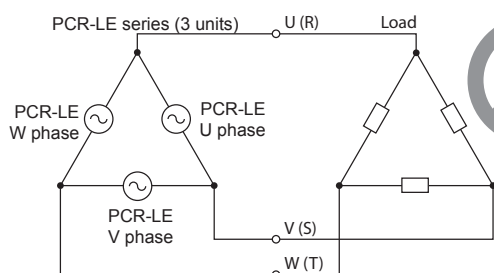 PCR-LE series (3 units)
U (R)
Load
PCR-LE
W phase
PCR-LE
U phase
PCR-LE
V phase
V (S)
W (T)